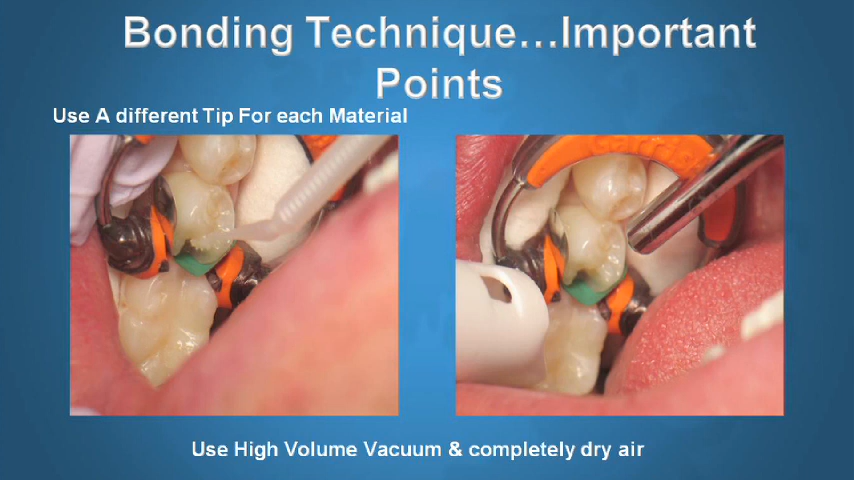 Bonding Technique...Important
Points
Use A different Tip For each Material
Use High Volume Vacuum & completely dry air